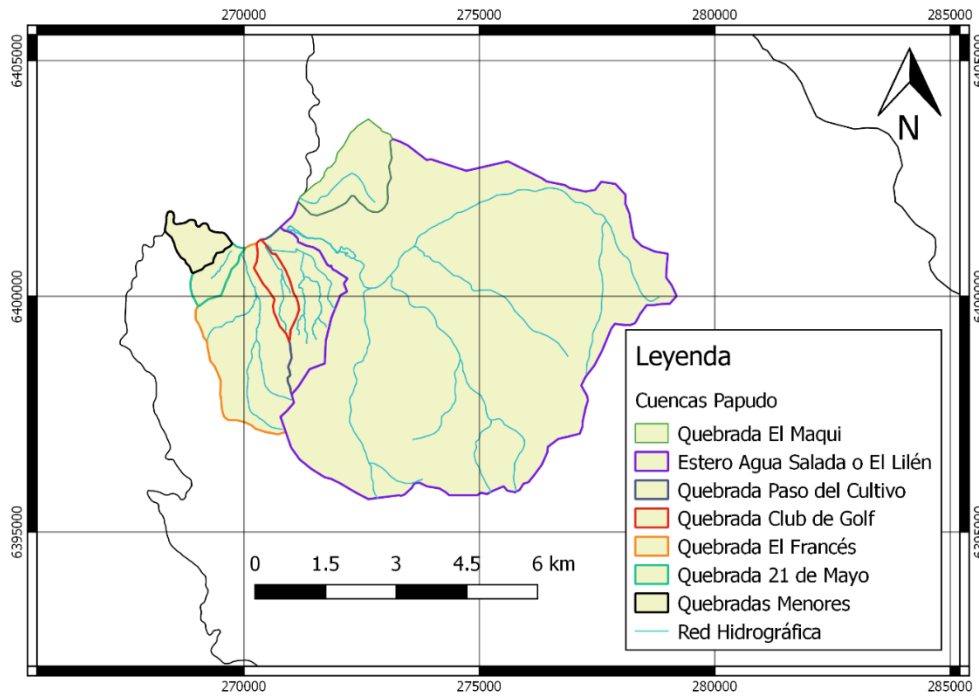 270000 275000 280000 285000
6405000 6405000
N
6400000 6400000
Leyenda
Cuencas Papudo
Quebrada El Maqui
Estero Agua Salada o El Lilén
Quebrada Paso del Cultivo
Quebrada Club de Golf
Quebrada El Francés
Quebrada 21 de Mayo
Quebradas Menores
Red Hidrográfica
6395000 6395000
0 1.5 3 4.5 6 km
270000 275000 280000 285000